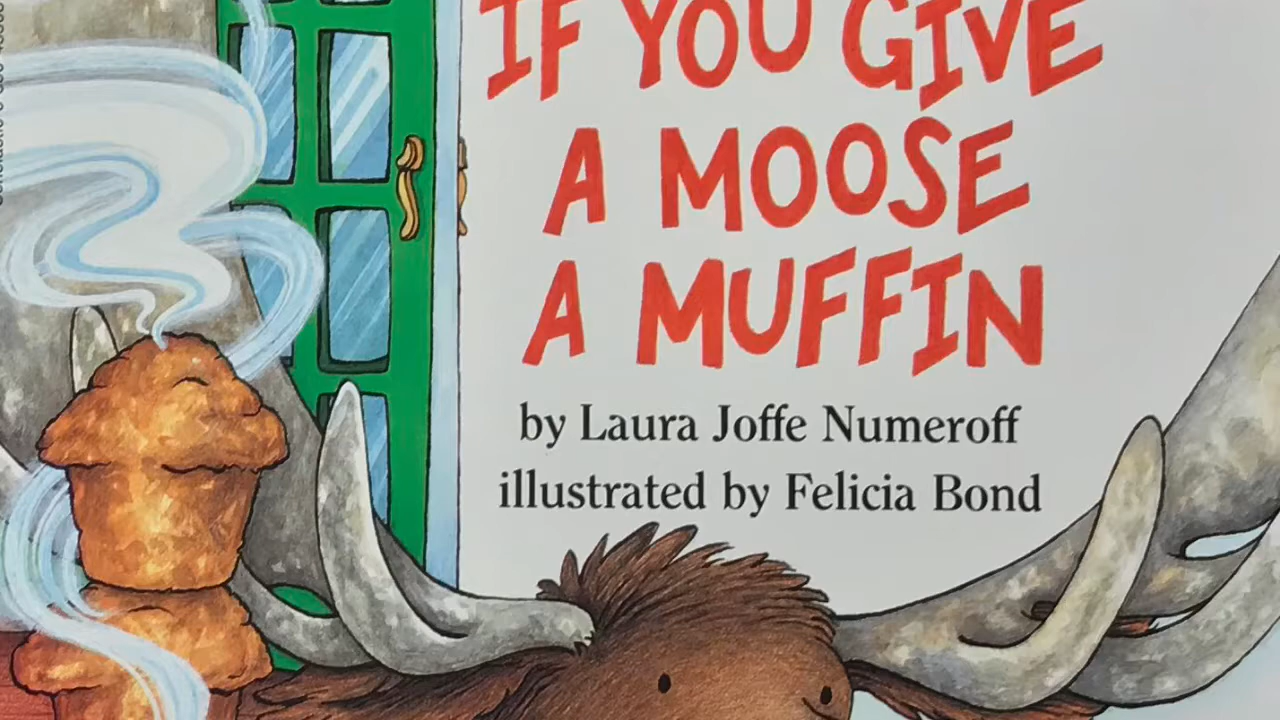 IF YOU GIVE
A MOOSE
A MUFFIN
by Laura Joffe Numeroff
illustrated by Felicia Bond